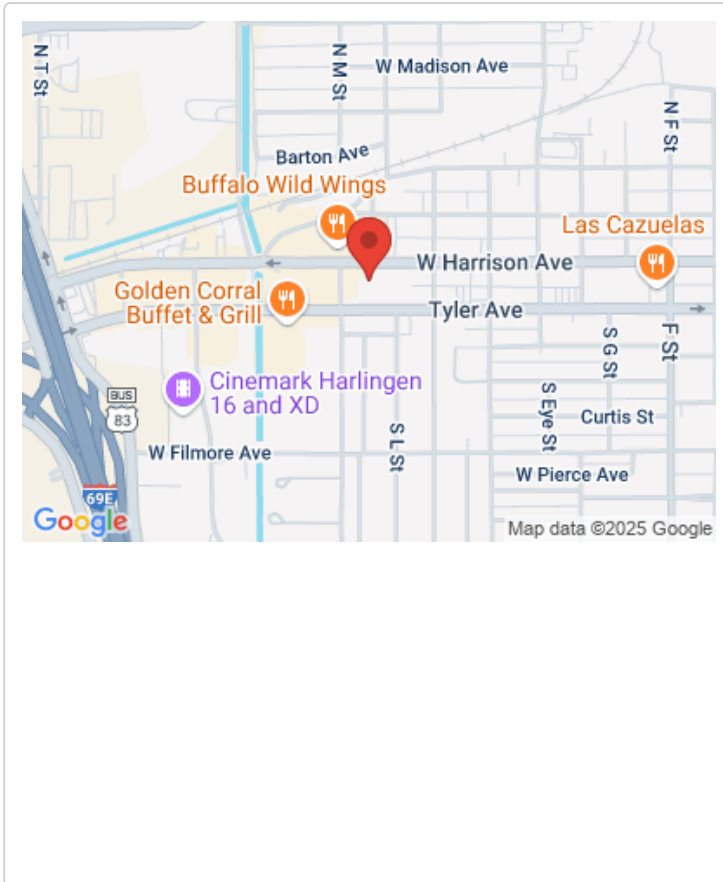 N T St
N M St
W Madison Ave
N F St
Barton Ave
Buffalo Wild Wings
Las Cazuelas
W Harrison Ave
Golden Corral
Buffet & Grill
Tyler Ave
S G St
F St
Cinemark Harlingen
16 and XD
BUS
83
S Eye St
Curtis St
S L St
W Filmore Ave
W Pierce Ave
69E
Google
Map data ©2025 Google